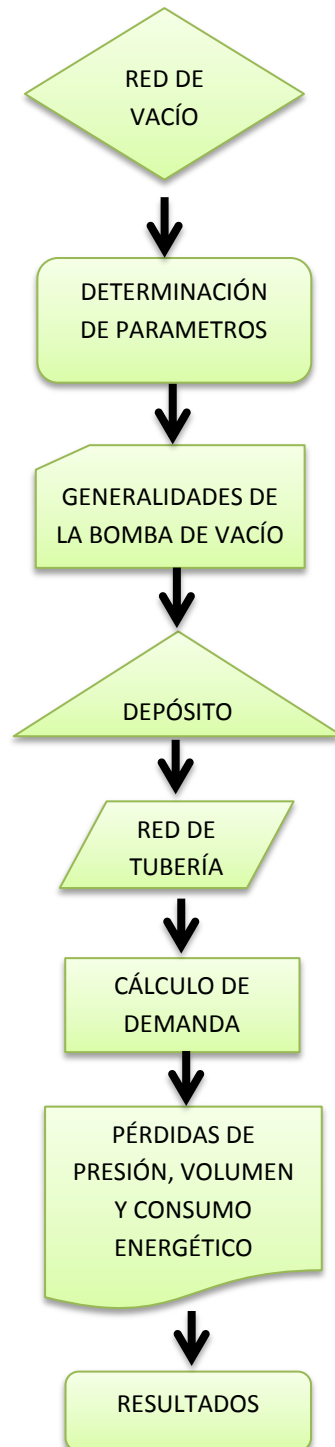 RED DE
VACÍO
DETERMINACIÓN
DE PARAMETROS
GENERALIDADES DE
LA BOMBA DE VACÍO
DEPÓSITO
RED DE
TUBERÍA
CÁLCULO DE
DEMANDA
PÉRDIDAS DE
PRESIÓN, VOLUMEN
Y CONSUMO
ENERGÉTICO
RESULTADOS